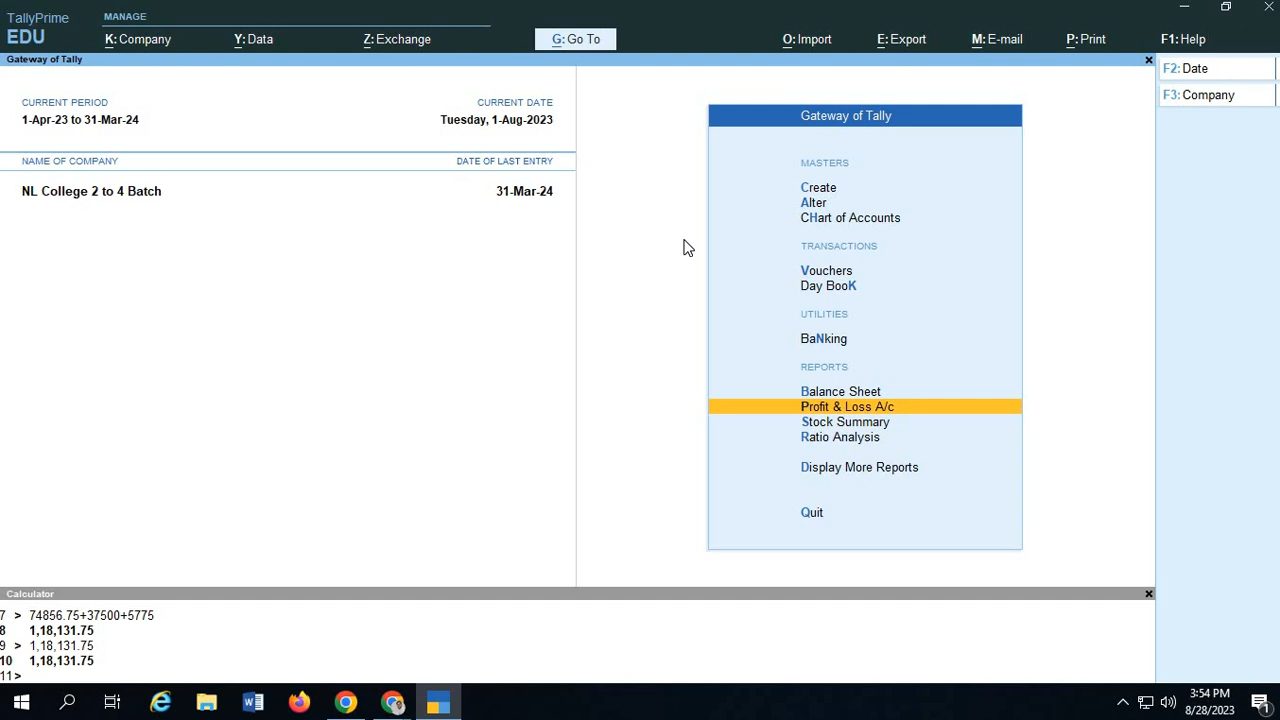 TallyPrime
EDU
MANAGE
K: Company
Y: Data
Z: Exchange
G: Go To
O: Import
E: Export
M: E-mail
P: Print
F1: Help
Gateway of Tally
F2: Date
F3: Company
CURRENT PERIOD
CURRENT DATE
1-Apr-23 to 31-Mar-24
Tuesday, 1-Aug-2023
NAME OF COMPANY
DATE OF LAST ENTRY
NL College 2 to 4 Batch
31-Mar-24
Gateway of Tally
MASTERS
Create
Alter
CHart of Accounts
TRANSACTIONS
Vouchers
Day BooK
UTILITIES
BaNking
REPORTS
Balance Sheet
Profit & Loss A/c
Stock Summary
Ratio Analysis
Display More Reports
Quit
Calculator
7 > 74856.75+37500+5775
8 1,18,131.75
9 > 1,18,131.75
10 1,18,131.75
11>
3:54 PM
8/28/2023
1